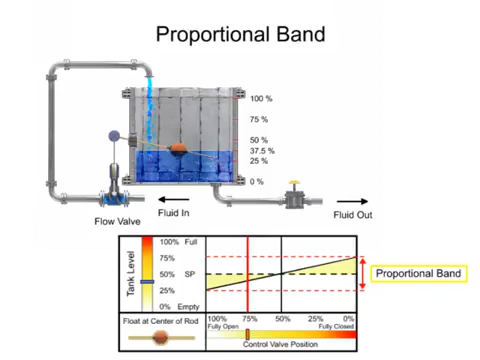 Proportional Band
100 %
75 %
50 %
37.5 %
25 %
0 %
Flow Valve
Fluid In
Fluid Out
Tank Level
100% Full
75%
50% SP
25%
0% Empty
Proportional Band
Float at Center of Rod
100% 75% 50% 25% 0%
Fully Open Fully Closed
Control Valve Position